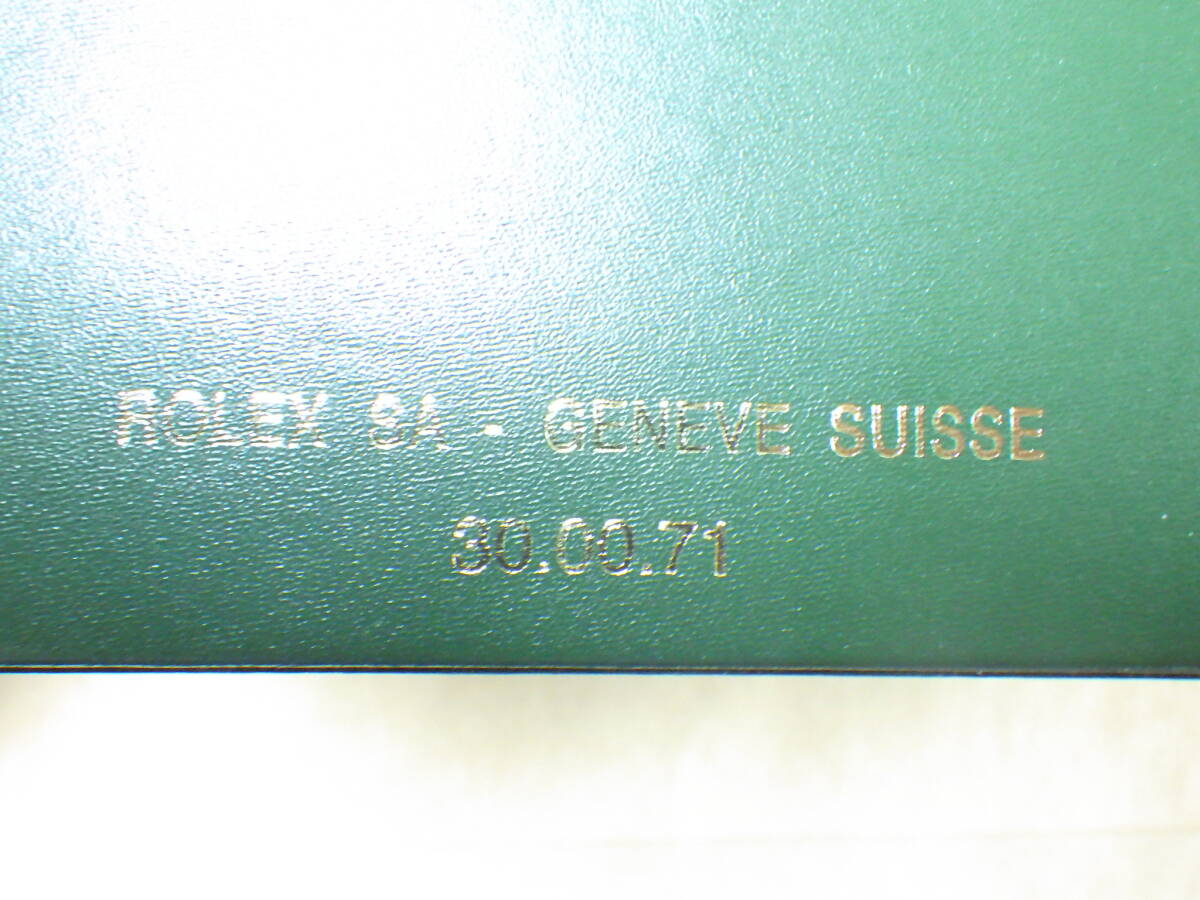 ROLEX SA - GENEVE SUISSE
30.00.71